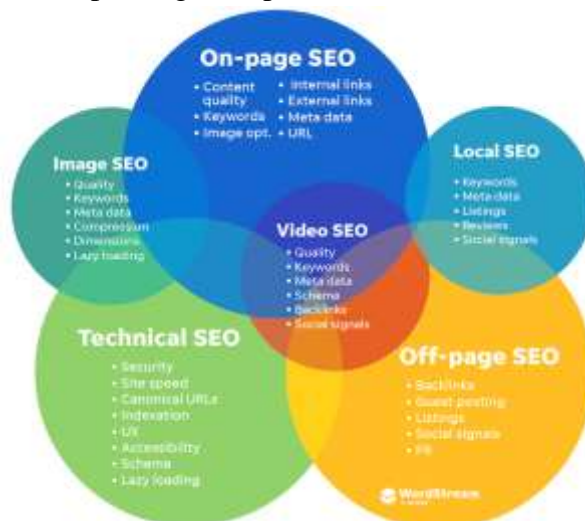 On-page SEO
• Content quality
• Keywords
• Image opt.
• Internal links
• External links
• Meta data
• URL
Image SEO
• Quality
• Keywords
• Meta data
• Compression
• Dimensions
• Lazy loading
Local SEO
• Keywords
• Meta data
• Listings
• Reviews
• Social signals
Video SEO
• Quality
• Keywords
• Meta data
• Schema
• Backlinks
• Social signals
Technical SEO
• Security
• Site speed
• Canonical URLs
• Indexation
• UX
• Accessibility
• Schema
• Lazy loading
Off-page SEO
• Backlinks
• Guest posting
• Listings
• Social signals
• PR
WordStream